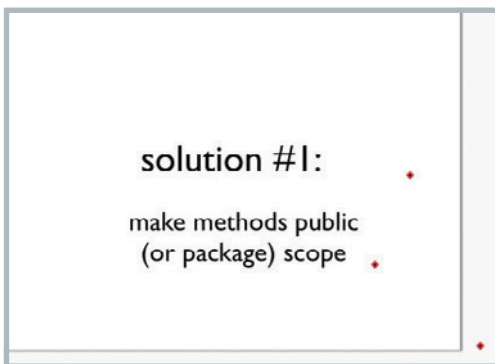 solution #1:
make methods public
(or package) scope